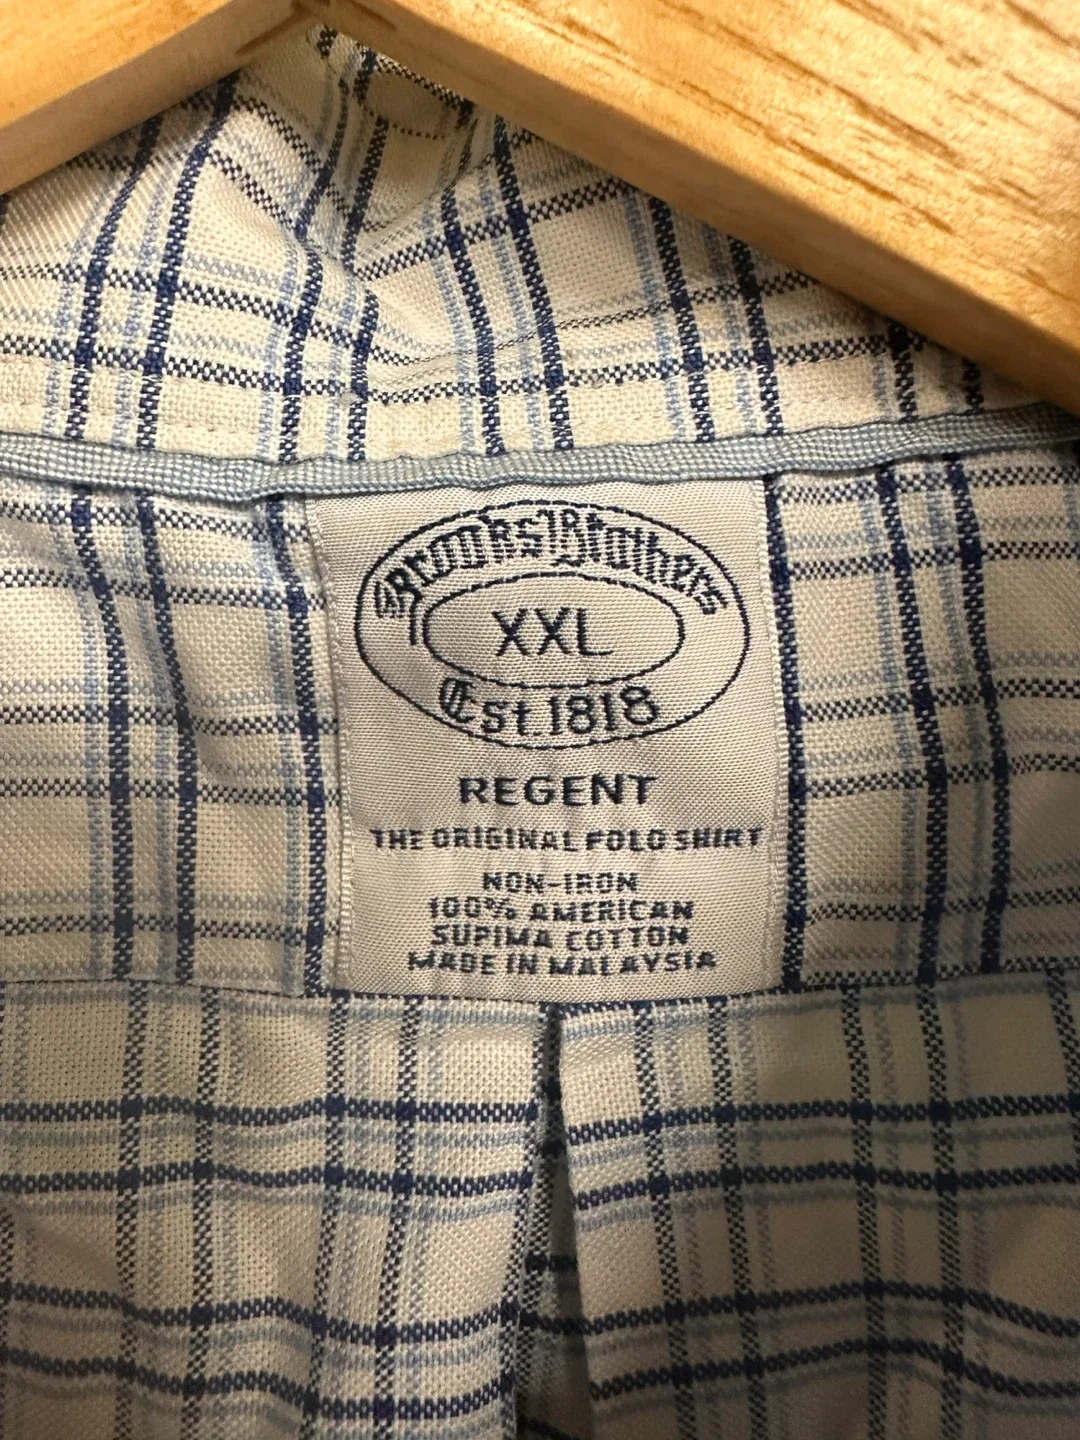 Brooks Brothers
XXL
Est. 1818
REGENT
THE ORIGINAL POLO SHIRT
NON-IRON
100% AMERICAN
SUPIMA COTTON
MADE IN MALAYSIA